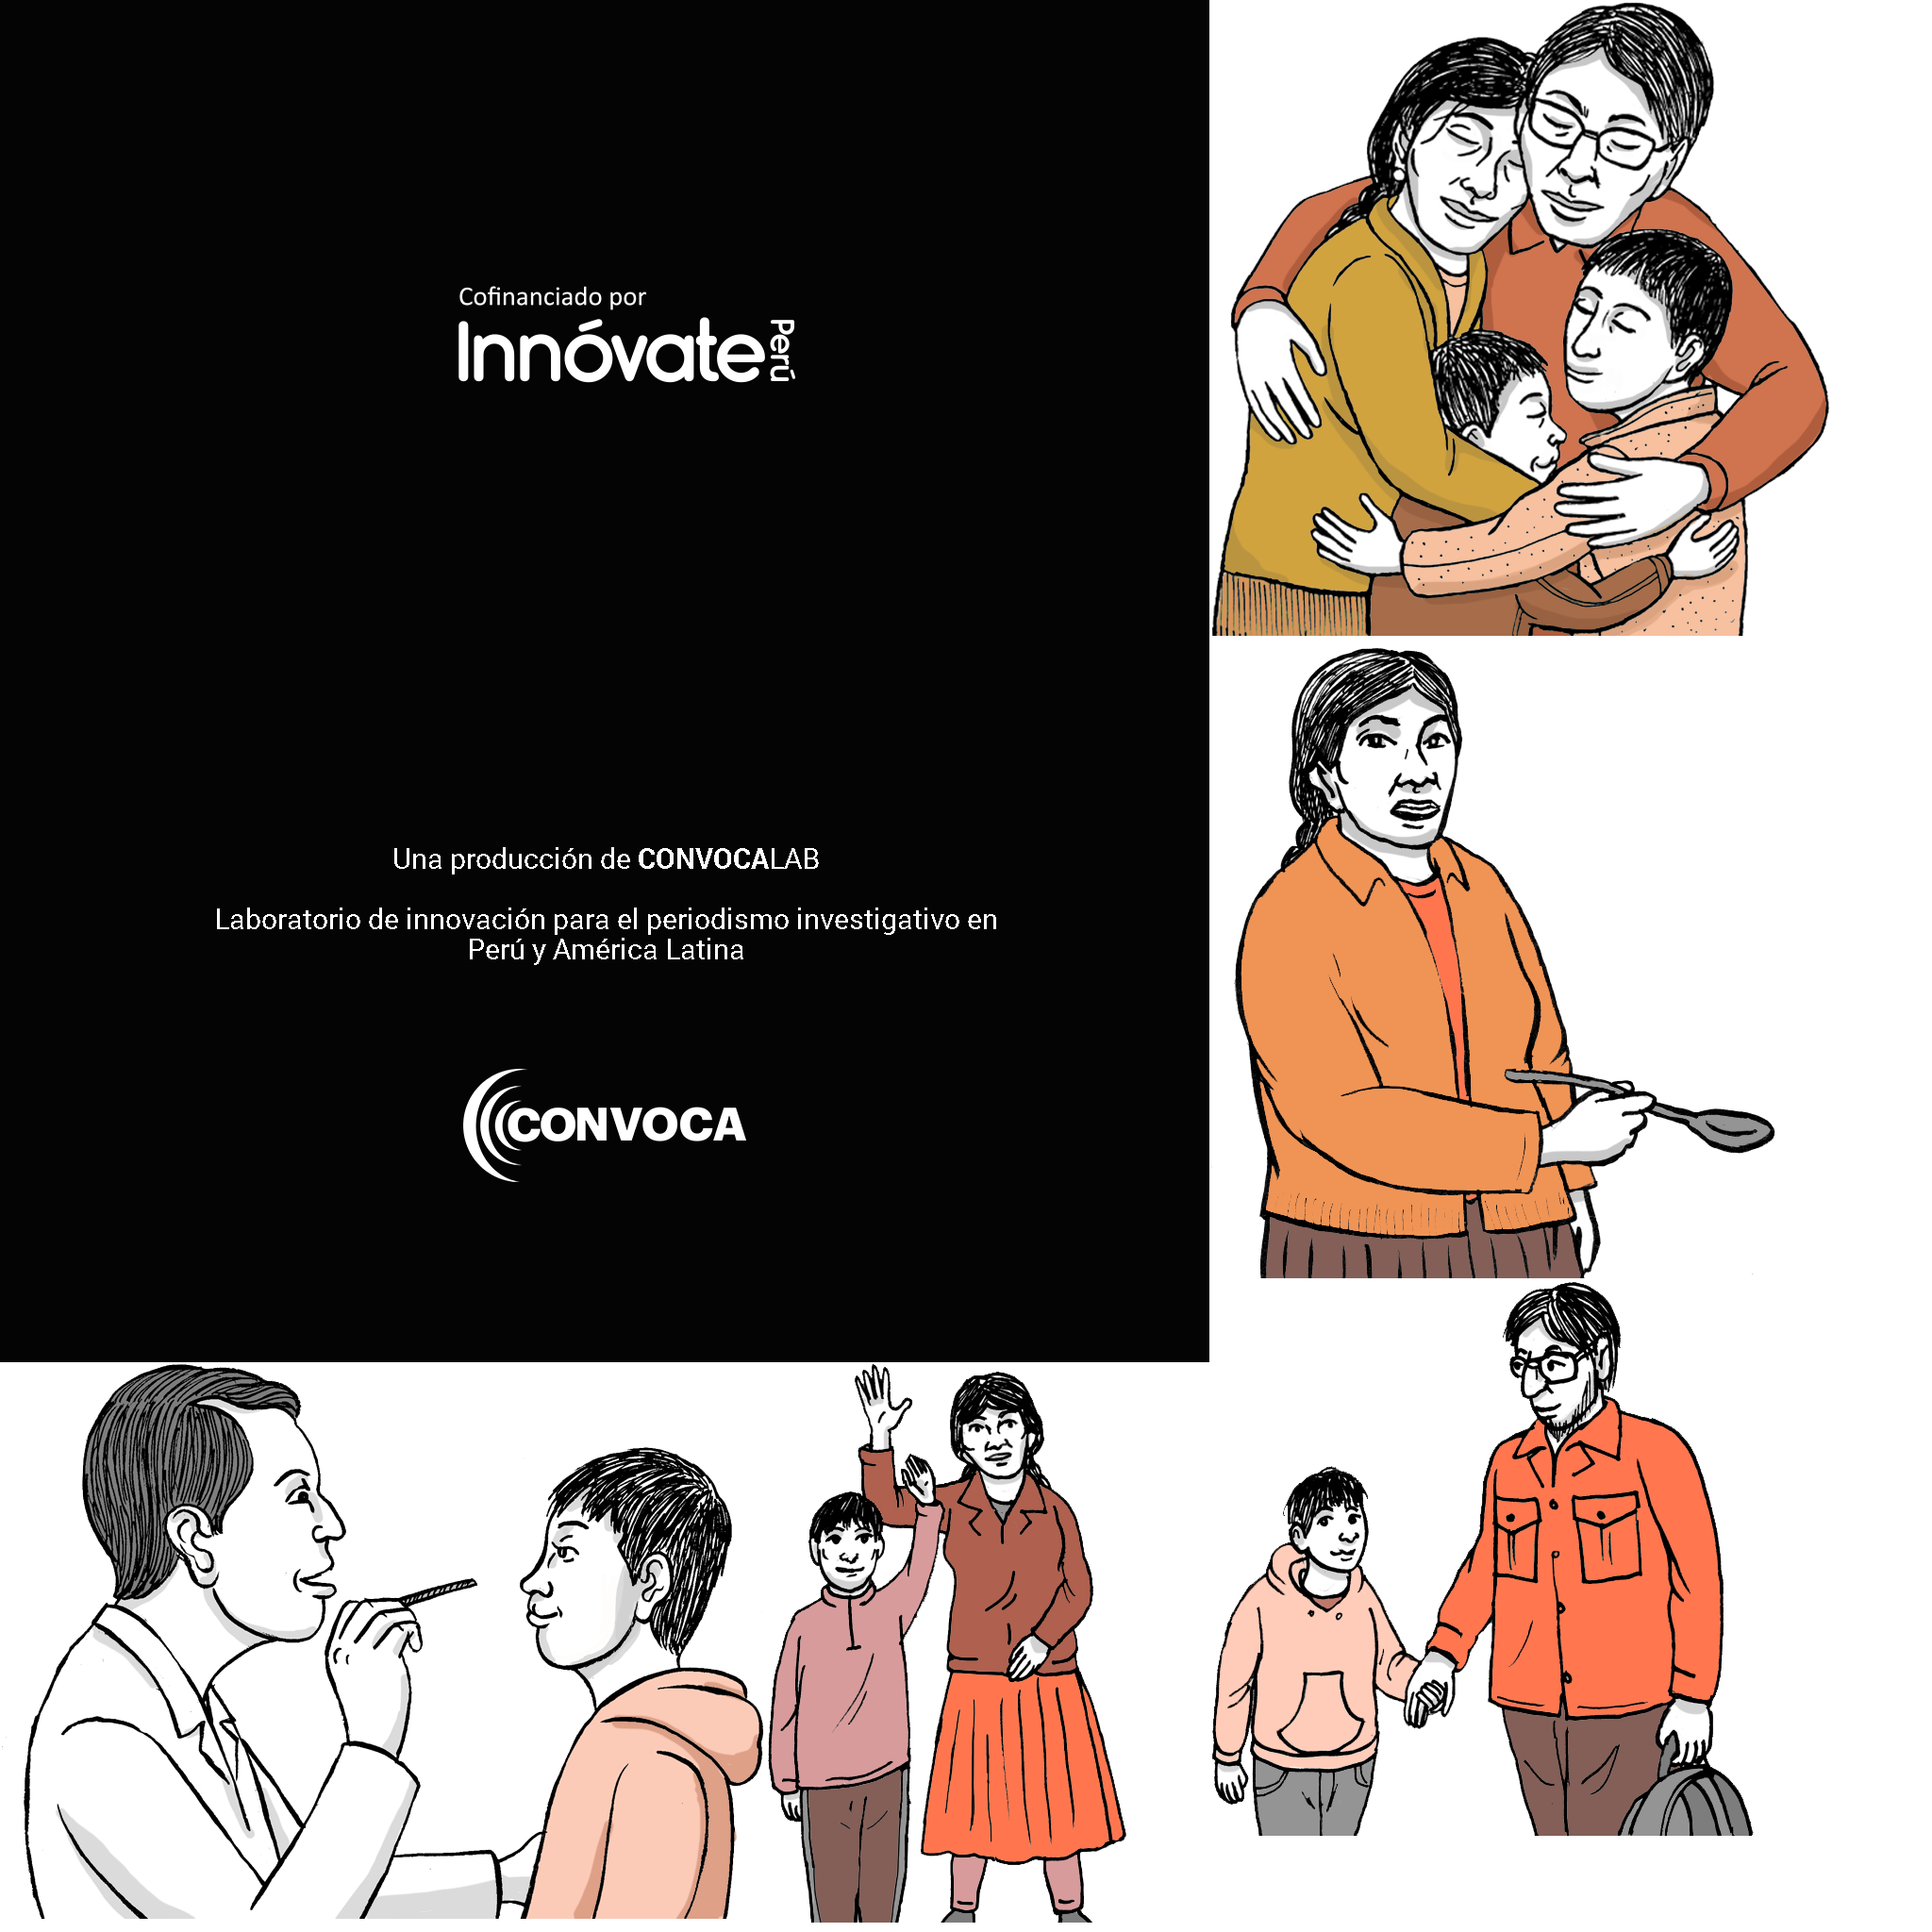 Cofinanciado por
Innóvate Perú
Una producción de CONVOCALAB
Laboratorio de innovación para el periodismo investigativo en
Perú y América Latina
CONVOCA